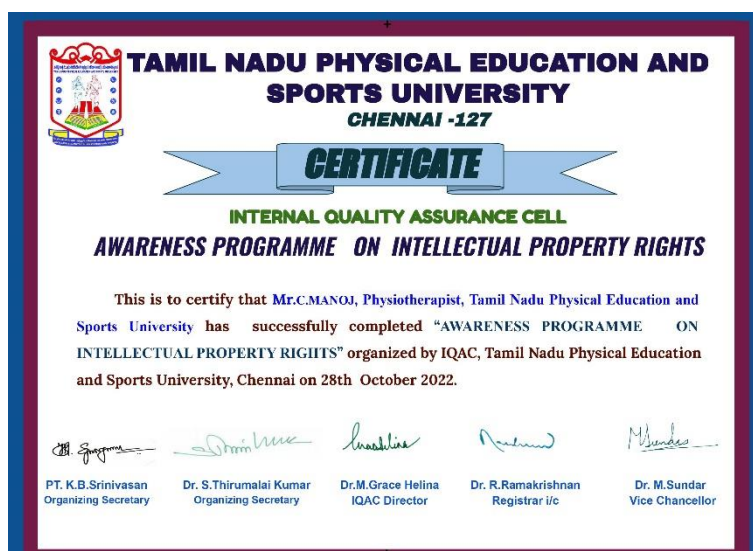 TAMIL NADU PHYSICAL EDUCATION AND
SPORTS UNIVERSITY
CHENNAI -127
CERTIFICATE
INTERNAL QUALITY ASSURANCE CELL
AWARENESS PROGRAMME ON INTELLECTUAL PROPERTY RIGHTS
This is to certify that Mr.C.MANOJ, Physiotherapist, Tamil Nadu Physical Education and
Sports University has successfully completed “AWARENESS PROGRAMME ON
INTELLECTUAL PROPERTY RIGHTS” organized by IQAC, Tamil Nadu Physical Education
and Sports University, Chennai on 28th October 2022.
PT. K.B.Srinivasan
Organizing Secretary
Dr. S.Thirumalai Kumar
Organizing Secretary
Dr.M.Grace Helina
IQAC Director
Dr. R.Ramakrishnan
Registrar i/c
Dr. M.Sundar
Vice Chancellor